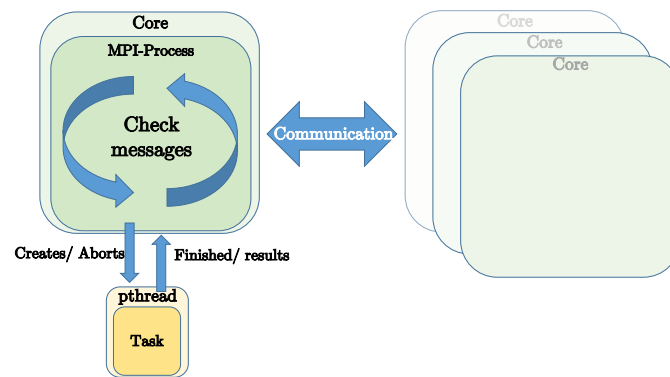 Core
MPI-Process
Check
messages
Communication
Core
Core
Core
Creates/ Aborts
Finished/ results
pthread
Task